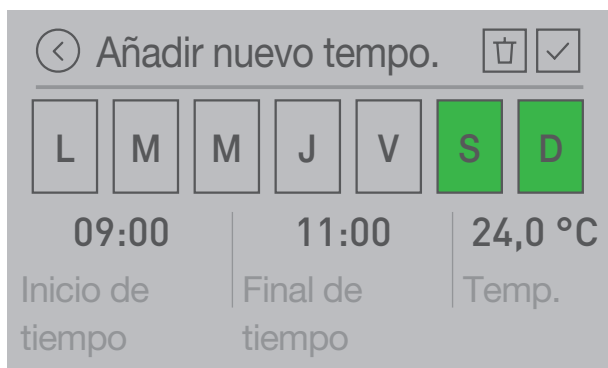 Añadir nuevo tempo.
L M M J V S D
09:00 11:00 24,0 °C
Inicio de tiempo
Final de tiempo
Temp.